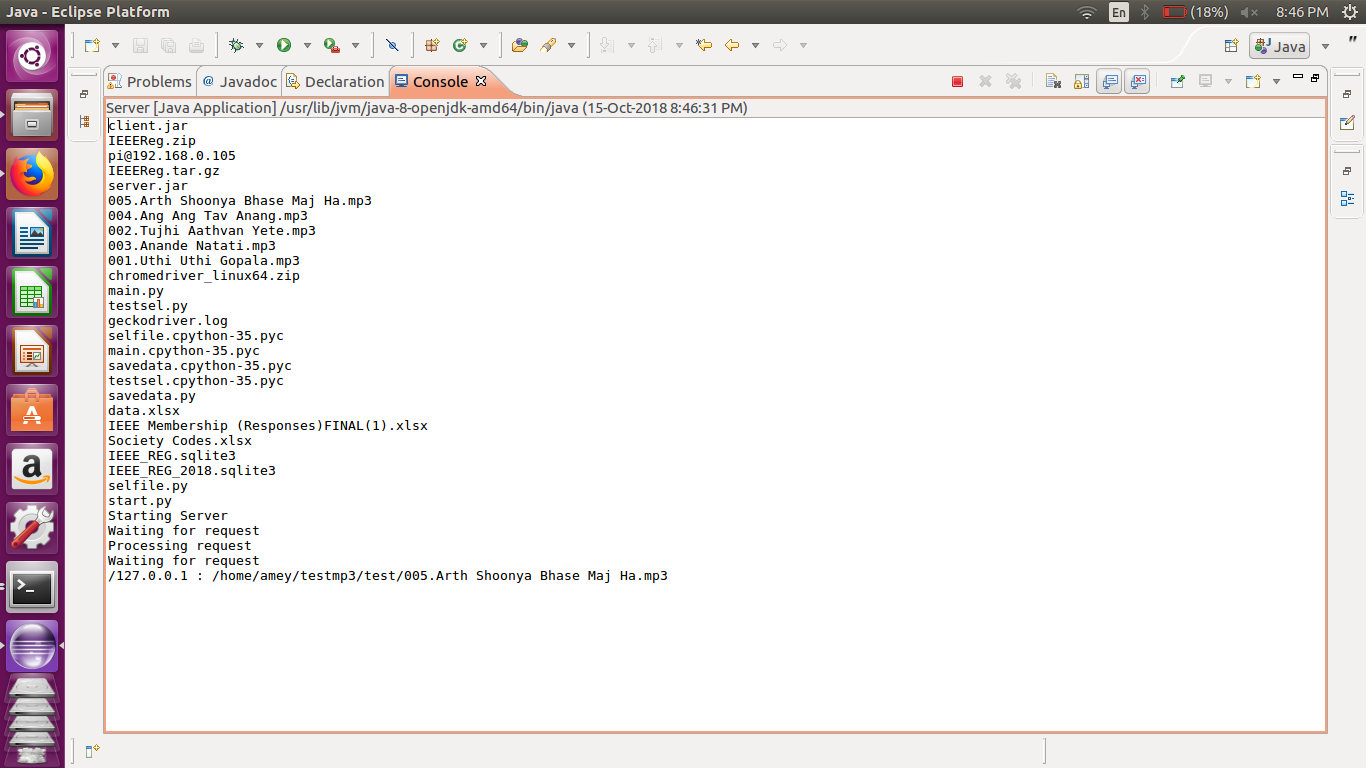 Java - Eclipse Platform
En
(18%)
8:46 PM
Java
"
Problems
@ Javadoc
Declaration
Console
Server [Java Application] /usr/lib/jvm/java-8-openjdk-amd64/bin/java (15-Oct-2018 8:46:31 PM)
client.jar
IEEEReg.zip
pi@192.168.0.105
IEEEReg.tar.gz
server.jar
005.Arth Shoonya Bhase Maj Ha.mp3
004.Ang Ang Tav Anang.mp3
002.Tujhi Aathvan Yete.mp3
003.Anande Natati.mp3
001.Uthi Uthi Gopala.mp3
chromedriver_linux64.zip
main.py
testsel.py
geckodriver.log
selfile.cpython-35.pyc
main.cpython-35.pyc
savedata.cpython-35.pyc
testsel.cpython-35.pyc
savedata.py
data.xlsx
IEEE Membership (Responses)FINAL(1).xlsx
Society Codes.xlsx
IEEE_REG.sqlite3
IEEE_REG_2018.sqlite3
selfile.py
start.py
Starting Server
Waiting for request
Processing request
Waiting for request
/127.0.0.1 : /home/amey/testmp3/test/005.Arth Shoonya Bhase Maj Ha.mp3